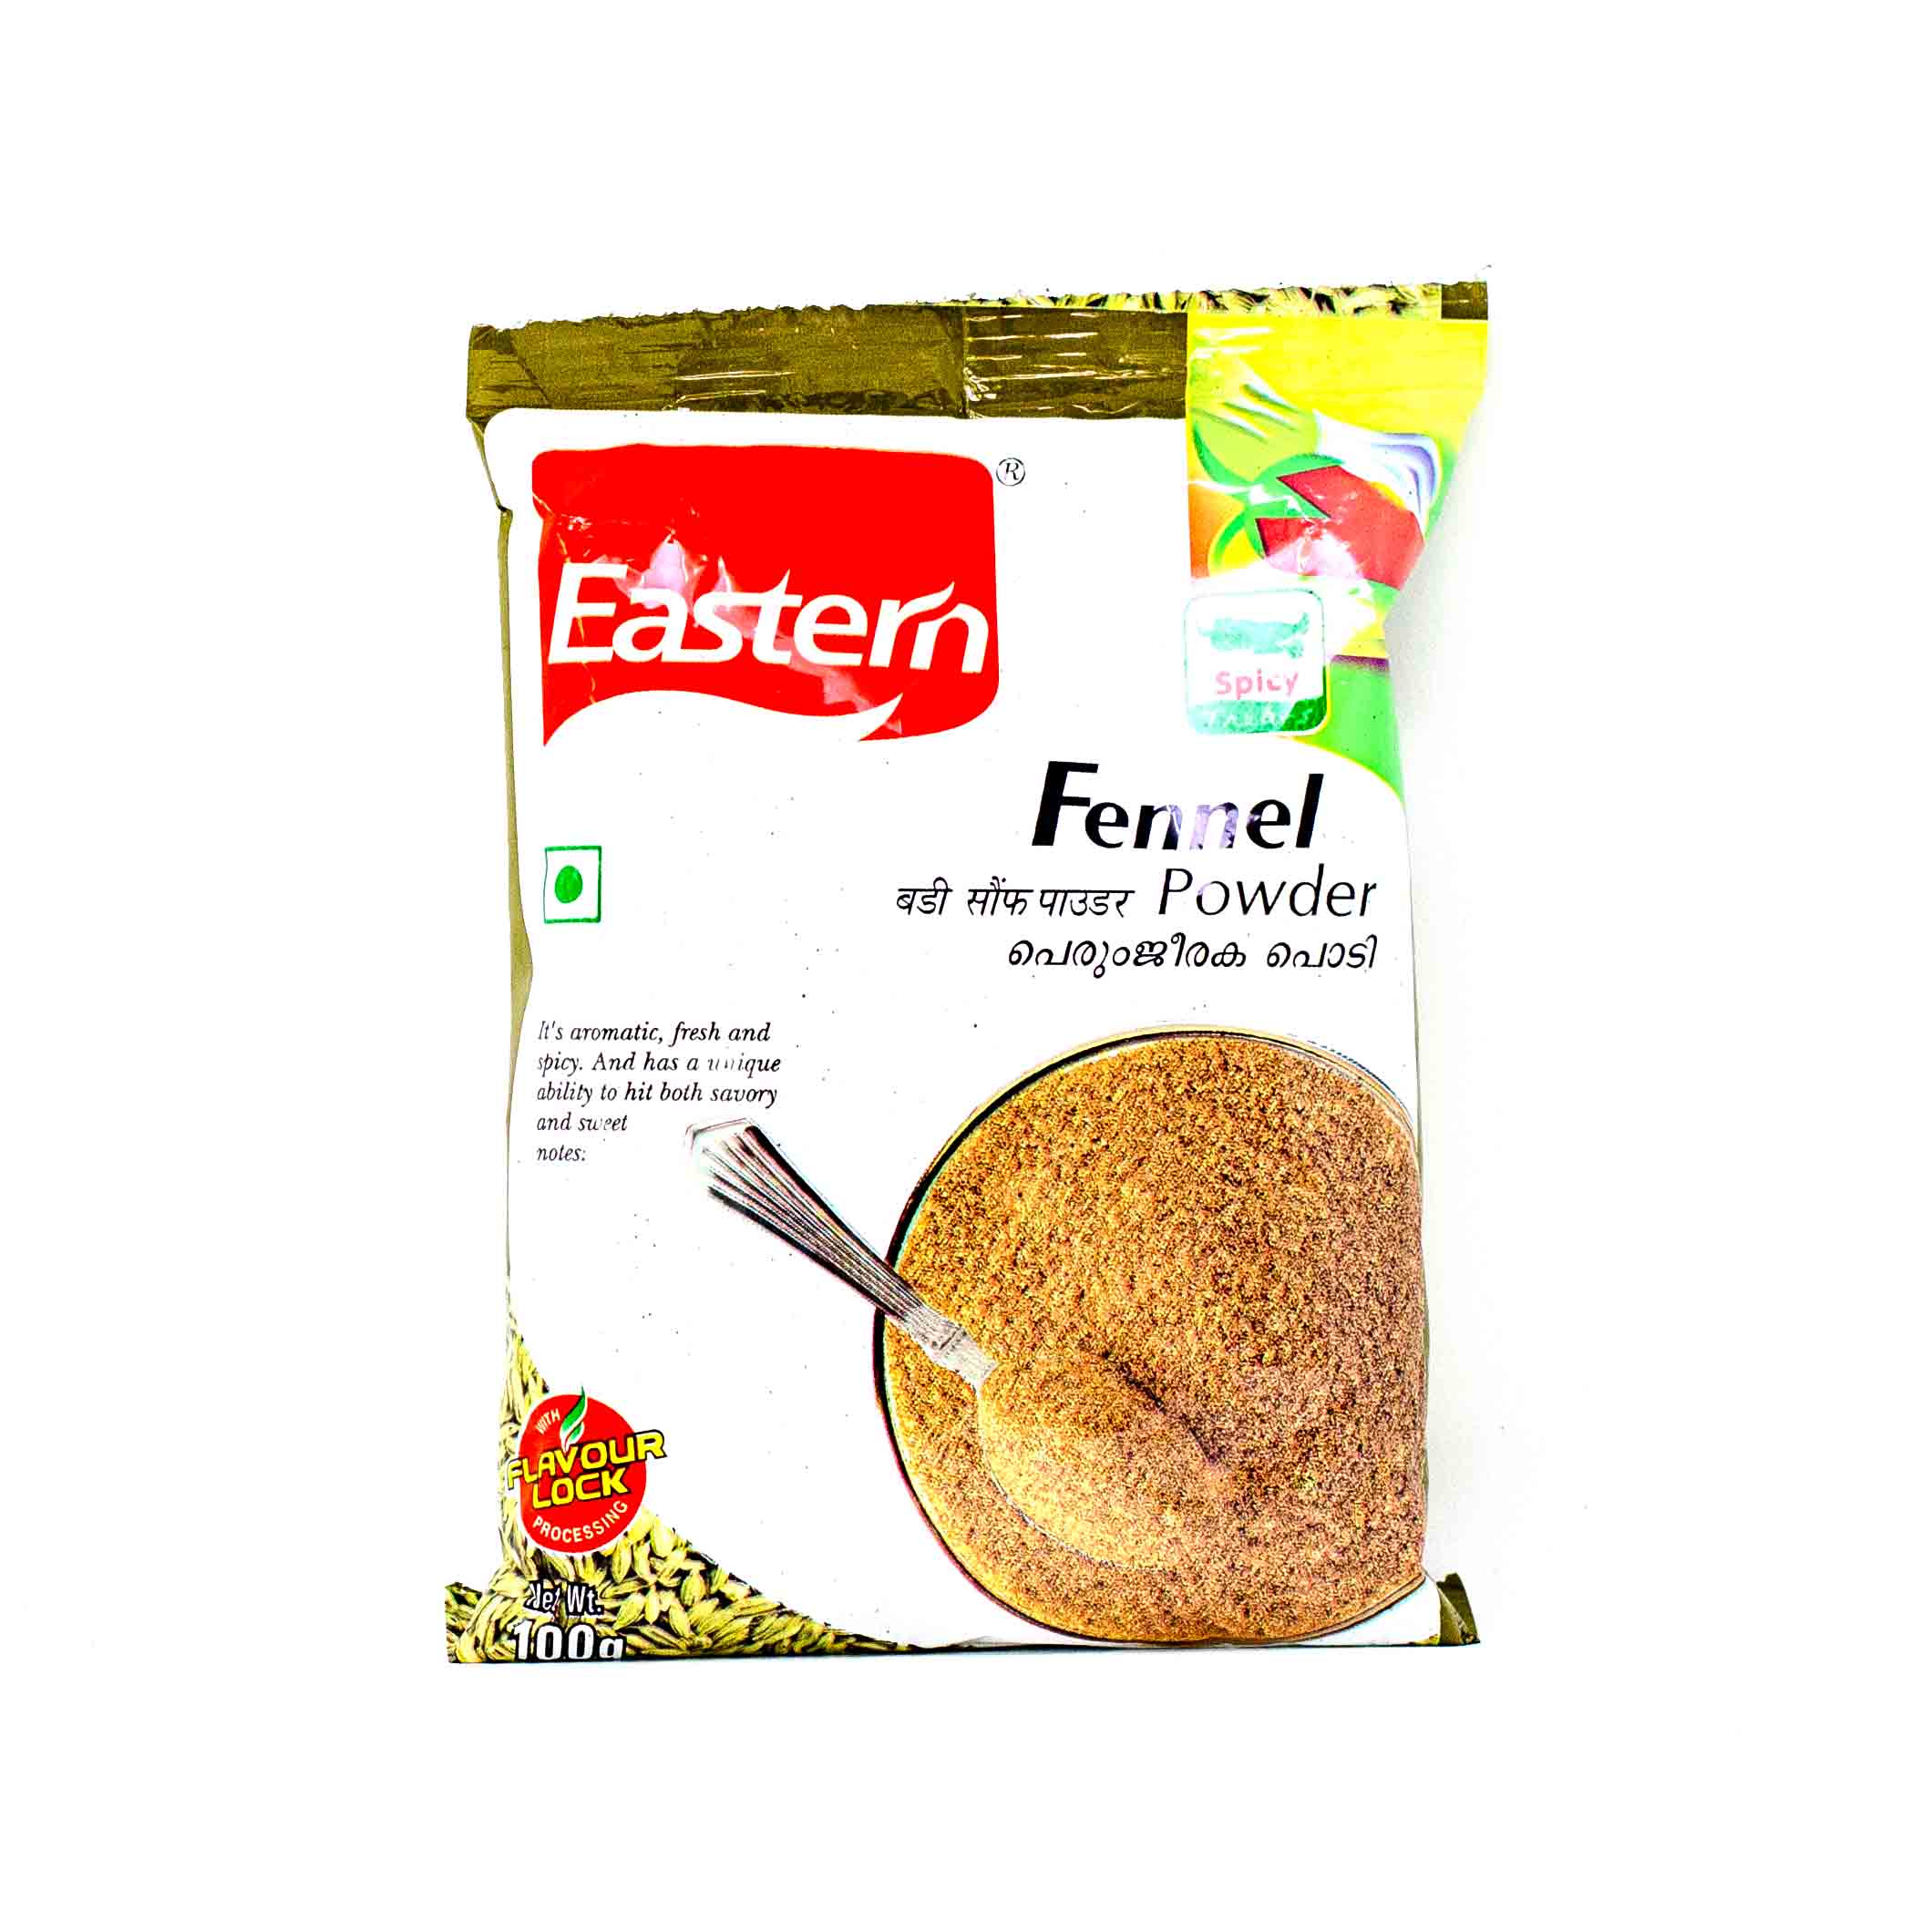 Eastern
®
Spicy
Fennel
बडी सौंफ पाउडर Powder
പെരുംജീരക പൊടി
It's aromatic, fresh and
spicy. And has a unique
ability to hit both savory
and sweet
notes.
WITH
FLAVOUR
LOCK
PROCESSING
Net Wt.
100g